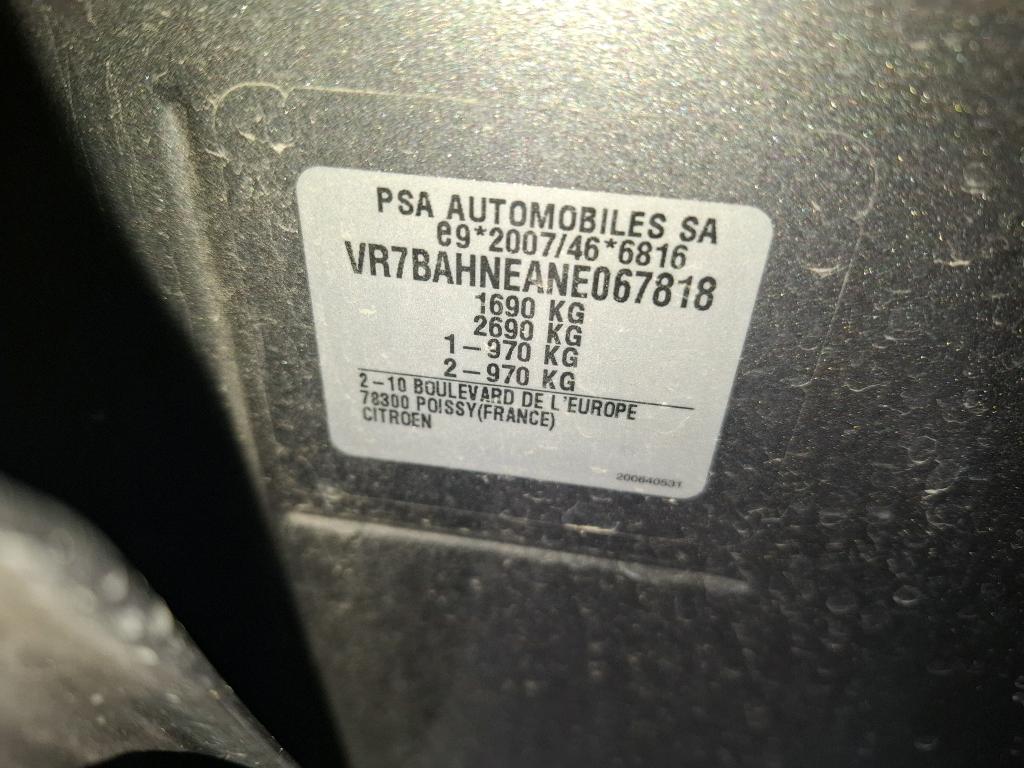 PSA AUTOMOBILES SA
e9*2007/46*6816
VR7BAHNEANE067818
1690 KG
2690 KG
1-970 KG
2-970 KG
2-10 BOULEVARD DE L'EUROPE
78300 POISSY(FRANCE)
CITROEN
200640531